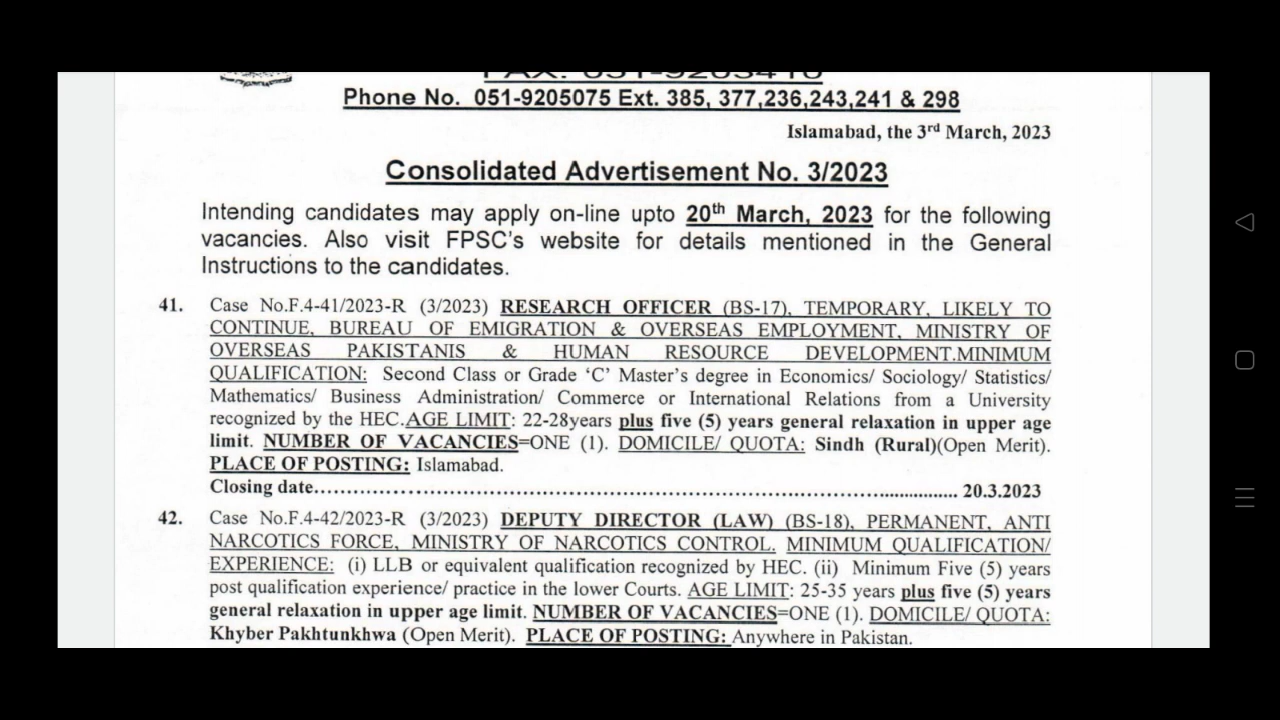 FAX: 051-9203410
Phone No. 051-9205075 Ext. 385, 377,236,243,241 & 298
Islamabad, the 3rd March, 2023
Consolidated Advertisement No. 3/2023
Intending candidates may apply on-line upto 20th March, 2023 for the following
vacancies. Also visit FPSC's website for details mentioned in the General
Instructions to the candidates.
41. Case No.F.4-41/2023-R (3/2023) RESEARCH OFFICER (BS-17), TEMPORARY, LIKELY TO
CONTINUE, BUREAU OF EMIGRATION & OVERSEAS EMPLOYMENT, MINISTRY OF
OVERSEAS PAKISTANIS & HUMAN RESOURCE DEVELOPMENT.MINIMUM
QUALIFICATION: Second Class or Grade 'C' Master's degree in Economics/ Sociology/ Statistics/
Mathematics/ Business Administration/ Commerce or International Relations from a University
recognized by the HEC.AGE LIMIT: 22-28years plus five (5) years general relaxation in upper age
limit. NUMBER OF VACANCIES=ONE (1). DOMICILE/ QUOTA: Sindh (Rural)(Open Merit).
PLACE OF POSTING: Islamabad.
Closing date.................................................................................................. 20.3.2023
42. Case No.F.4-42/2023-R (3/2023) DEPUTY DIRECTOR (LAW) (BS-18), PERMANENT, ANTI
NARCOTICS FORCE, MINISTRY OF NARCOTICS CONTROL. MINIMUM QUALIFICATION/
EXPERIENCE: (i) LLB or equivalent qualification recognized by HEC. (ii) Minimum Five (5) years
post qualification experience/ practice in the lower Courts. AGE LIMIT: 25-35 years plus five (5) years
general relaxation in upper age limit. NUMBER OF VACANCIES=ONE (1). DOMICILE/ QUOTA:
Khyber Pakhtunkhwa (Open Merit). PLACE OF POSTING: Anywhere in Pakistan.